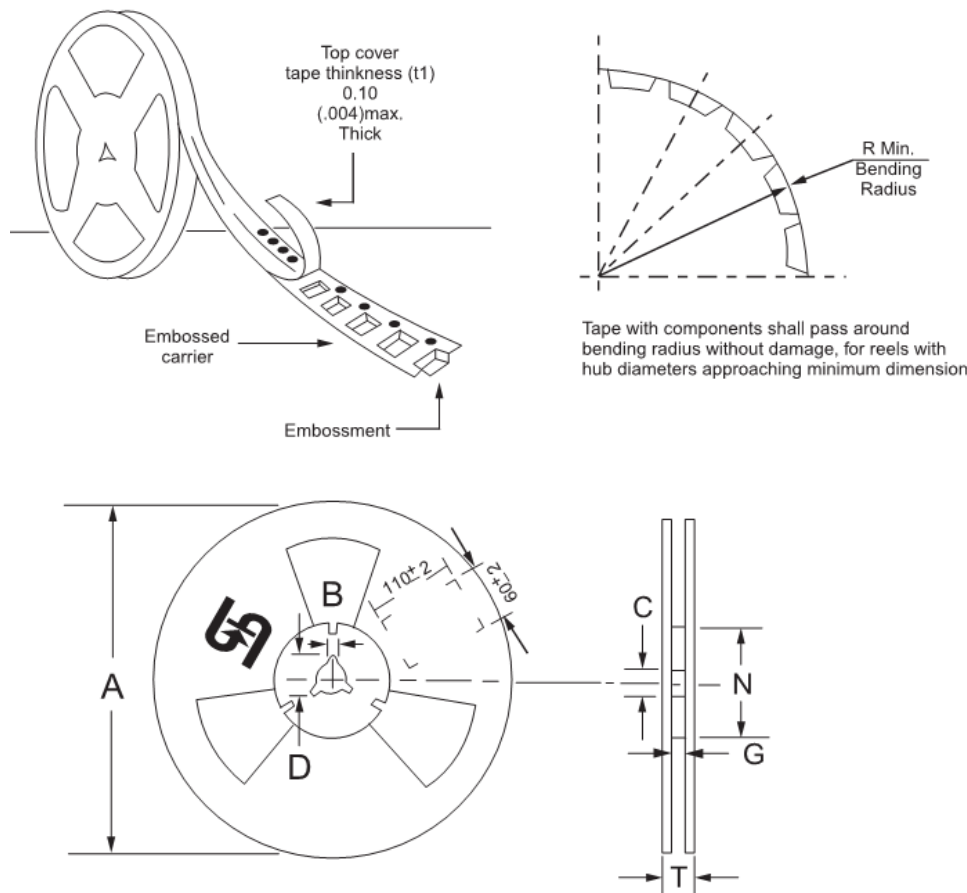 Top cover
tape thinkness (t1)
0.10
(.004)max.
Thick
R Min.
Bending
Radius
Embossed
carrier
Embossment
Tape with components shall pass around
bending radius without damage, for reels with
hub diameters approaching minimum dimension
110±2
60±2
A
B
D
C
N
G
T